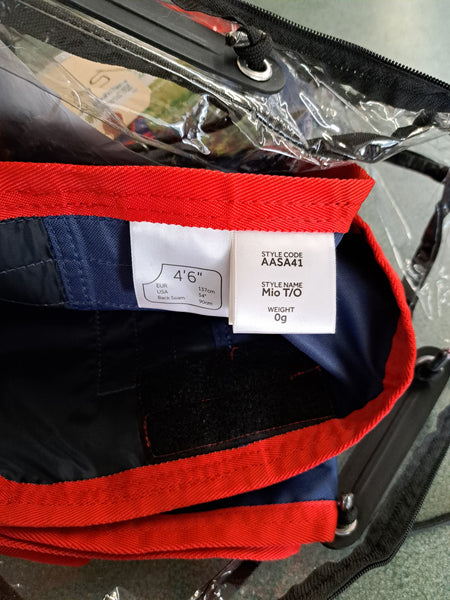 4'6"
EUR 137cm
USA 54"
Back Seam 90cm
STYLE CODE
AASA41
STYLE NAME
Mio T/O
WEIGHT
0g